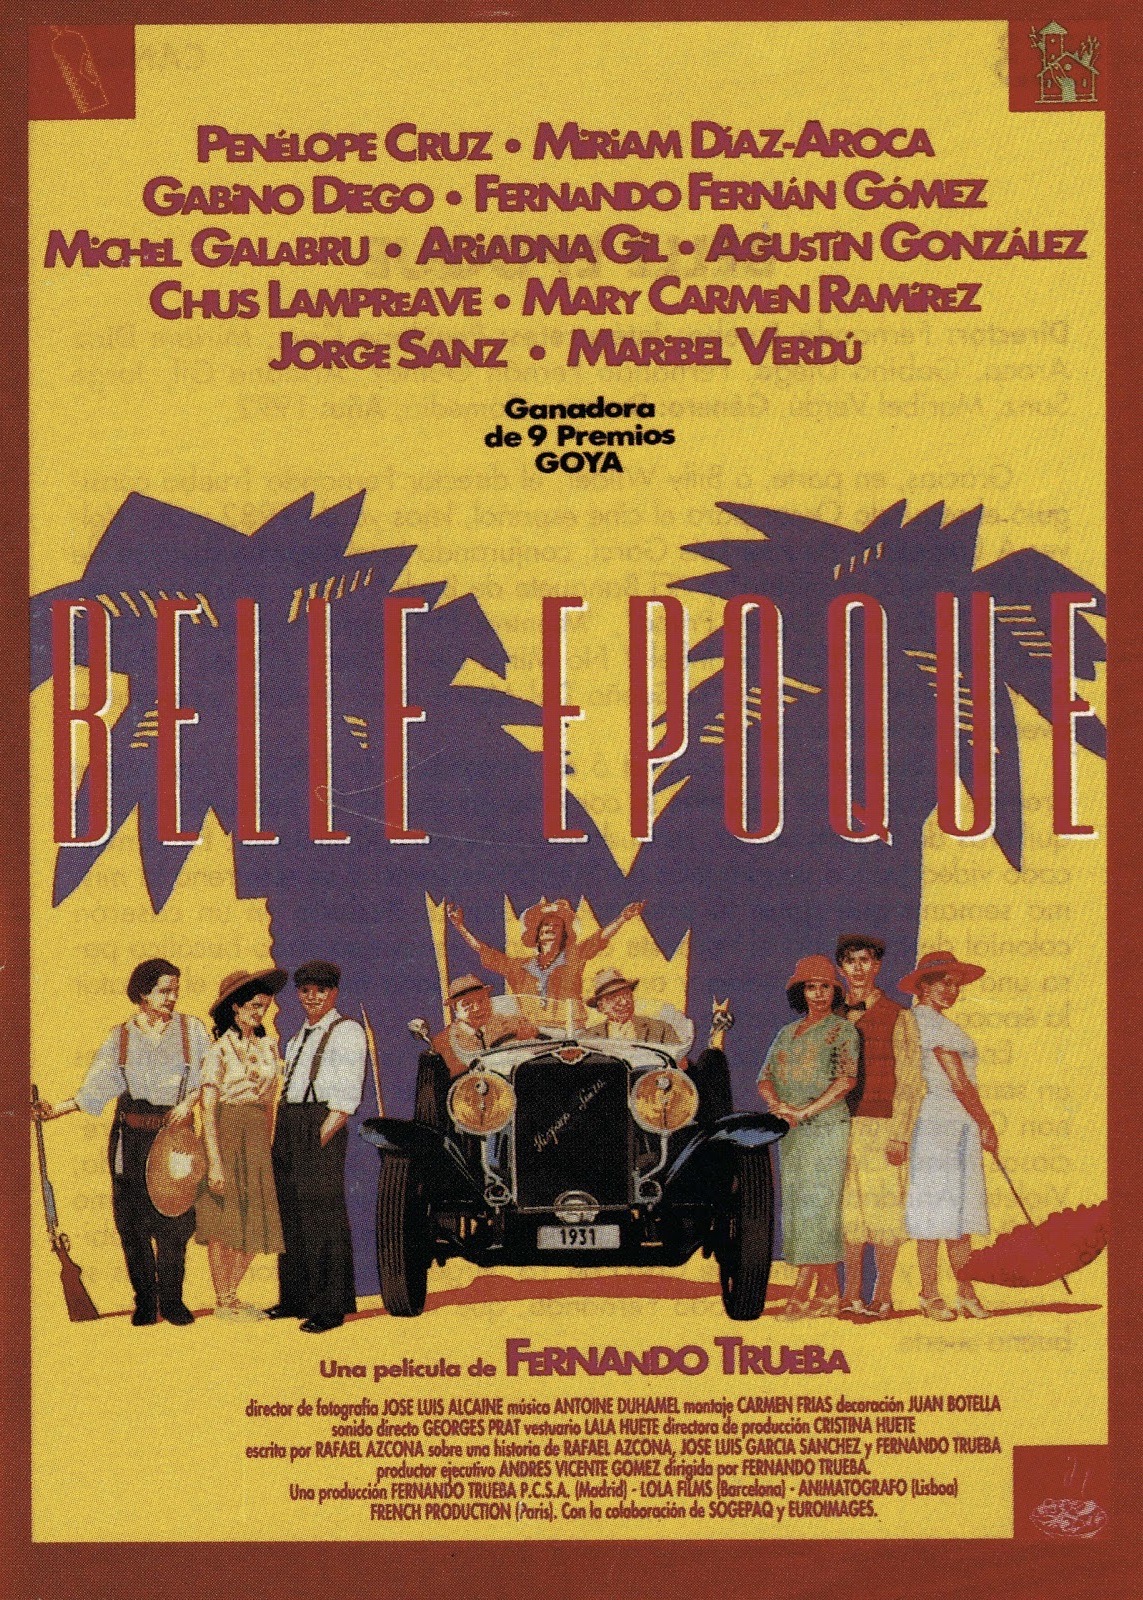 PENÉLOPE CRUZ • MIRIAM DÍAZ-AROCA
GABINO DIEGO • FERNANDO FERNÁN GÓMEZ
MICHEL GALABRU • ARIADNA GIL • AGUSTÍN GONZÁLEZ
CHUS LAMPREAVE • MARY CARMEN RAMÍREZ
JORGE SANZ • MARIBEL VERDÚ
Ganadora
de 9 Premios
GOYA
BELLE EPOQUE
Hispano Suiza
1931
Una película de FERNANDO TRUEBA
director de fotografía JOSE LUIS ALCAINE música ANTOINE DUHAMEL montaje CARMEN FRIAS decoración JUAN BOTELLA
sonido directo GEORGES PRAT vestuario LALA HUETE directora de producción CRISTINA HUETE
escrita por RAFAEL AZCONA sobre una historia de RAFAEL AZCONA, JOSE LUIS GARCIA SANCHEZ y FERNANDO TRUEBA
productor ejecutivo ANDRES VICENTE GOMEZ dirigida por FERNANDO TRUEBA.
Una producción FERNANDO TRUEBA P.C.S.A. (Madrid) - LOLA FILMS (Barcelona) - ANIMATOGRAFO (Lisboa)
FRENCH PRODUCTION (Paris). Con la colaboración de SOGEPAQ y EUROIMAGES.